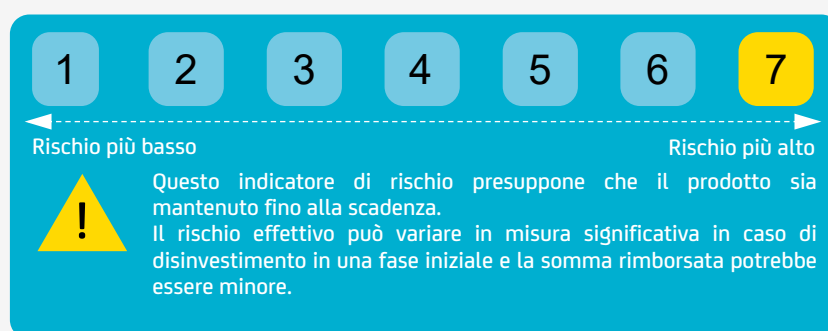 1 2 3 4 5 6 7
Rischio più basso Rischio più alto
!
Questo indicatore di rischio presuppone che il prodotto sia
mantenuto fino alla scadenza.
Il rischio effettivo può variare in misura significativa in caso di
disinvestimento in una fase iniziale e la somma rimborsata potrebbe
essere minore.